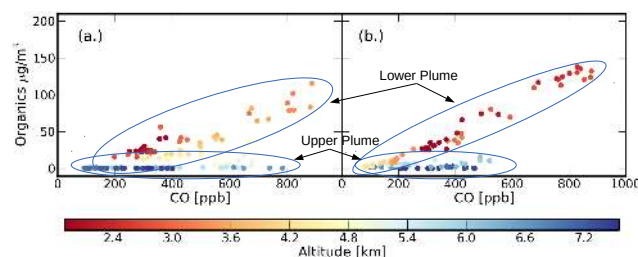 200
150
100
50
0
Organics µg/m³
(a.)
(b.)
Lower Plume
Upper Plume
0 200 400 600 800 0 200 400 600 800 1000
CO [ppb] CO [ppb]
2.4 3.0 3.6 4.2 4.8 5.4 6.0 6.6 7.2
Altitude [km]